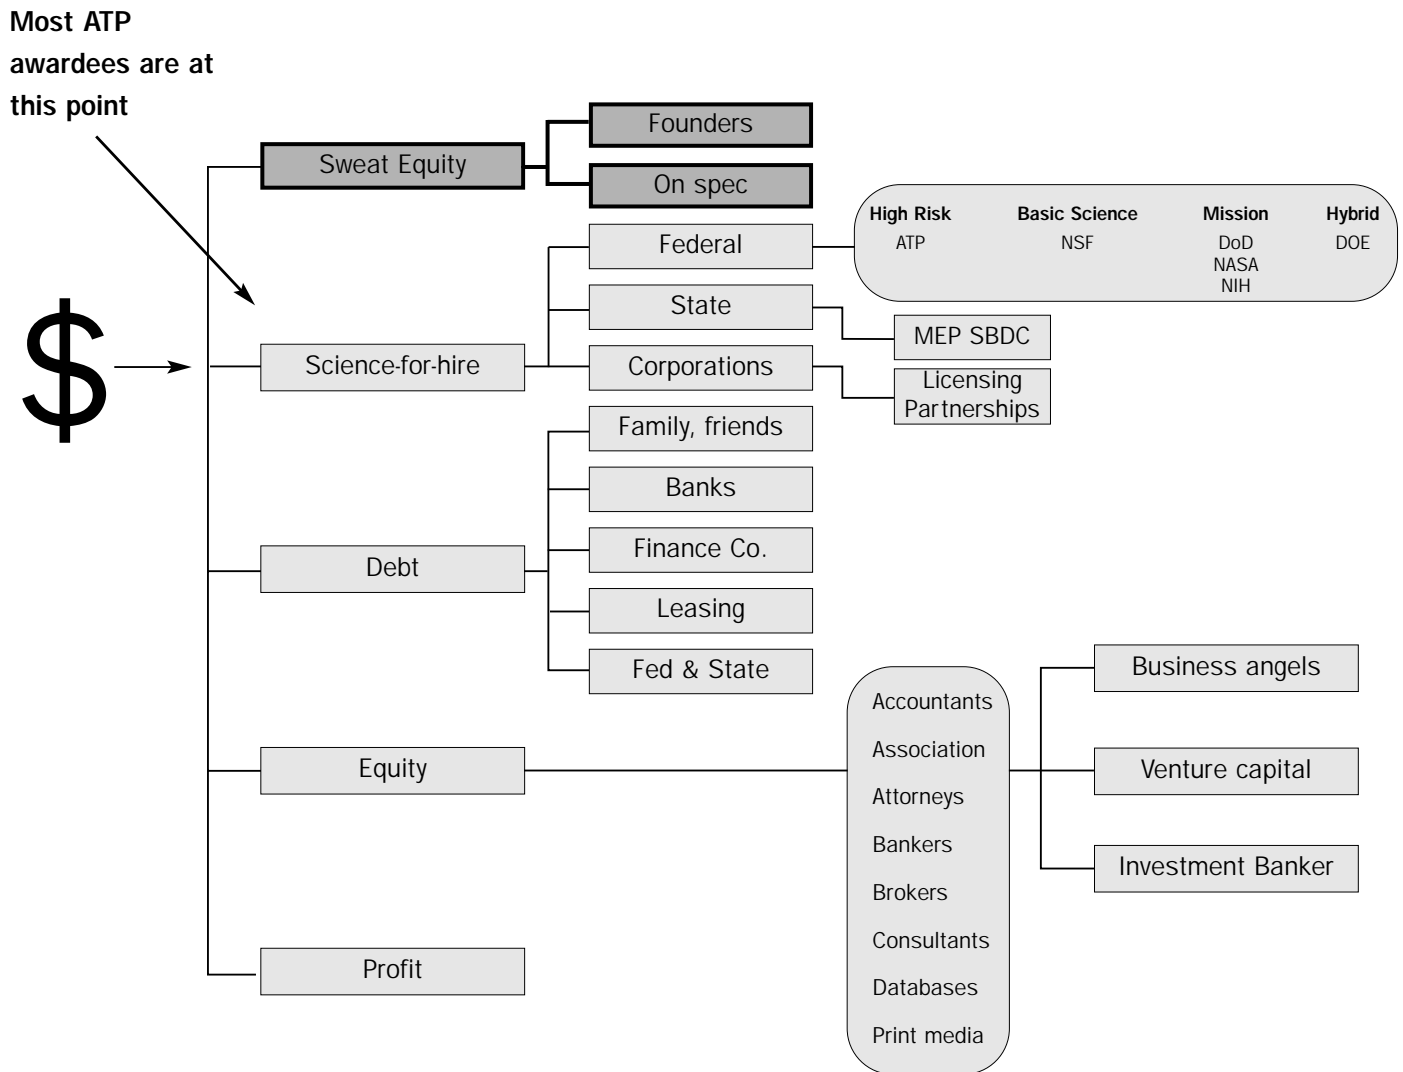 Most ATP
awardees are at
this point
$
Sweat Equity
Founders
On spec
Science-for-hire
Federal
High Risk
ATP
Basic Science
NSF
Mission
DoD
NASA
NIH
Hybrid
DOE
State
MEP SBDC
Corporations
Licensing
Partnerships
Debt
Family, friends
Banks
Finance Co.
Leasing
Fed & State
Equity
Accountants
Association
Attorneys
Bankers
Brokers
Consultants
Databases
Print media
Business angels
Venture capital
Investment Banker
Profit